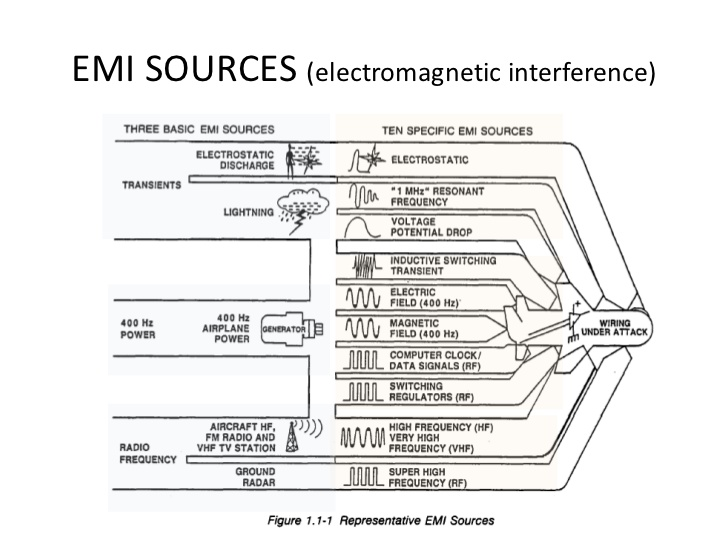 EMI SOURCES (electromagnetic interference)
THREE BASIC EMI SOURCES
TEN SPECIFIC EMI SOURCES
TRANSIENTS
ELECTROSTATIC
DISCHARGE
LIGHTNING
ELECTROSTATIC
"1 MHz" RESONANT
FREQUENCY
VOLTAGE
POTENTIAL DROP
INDUCTIVE SWITCHING
TRANSIENT
400 Hz
POWER
400 Hz
AIRPLANE
POWER
GENERATOR
ELECTRIC
FIELD (400 Hz)
MAGNETIC
FIELD (400 Hz)
COMPUTER CLOCK/
DATA SIGNALS (RF)
SWITCHING
REGULATORS (RF)
WIRING
UNDER ATTACK
RADIO
FREQUENCY
AIRCRAFT HF,
FM RADIO AND
VHF TV STATION
GROUND
RADAR
HIGH FREQUENCY (HF)
VERY HIGH
FREQUENCY (VHF)
SUPER HIGH
FREQUENCY (RF)
Figure 1.1-1 Representative EMI Sources